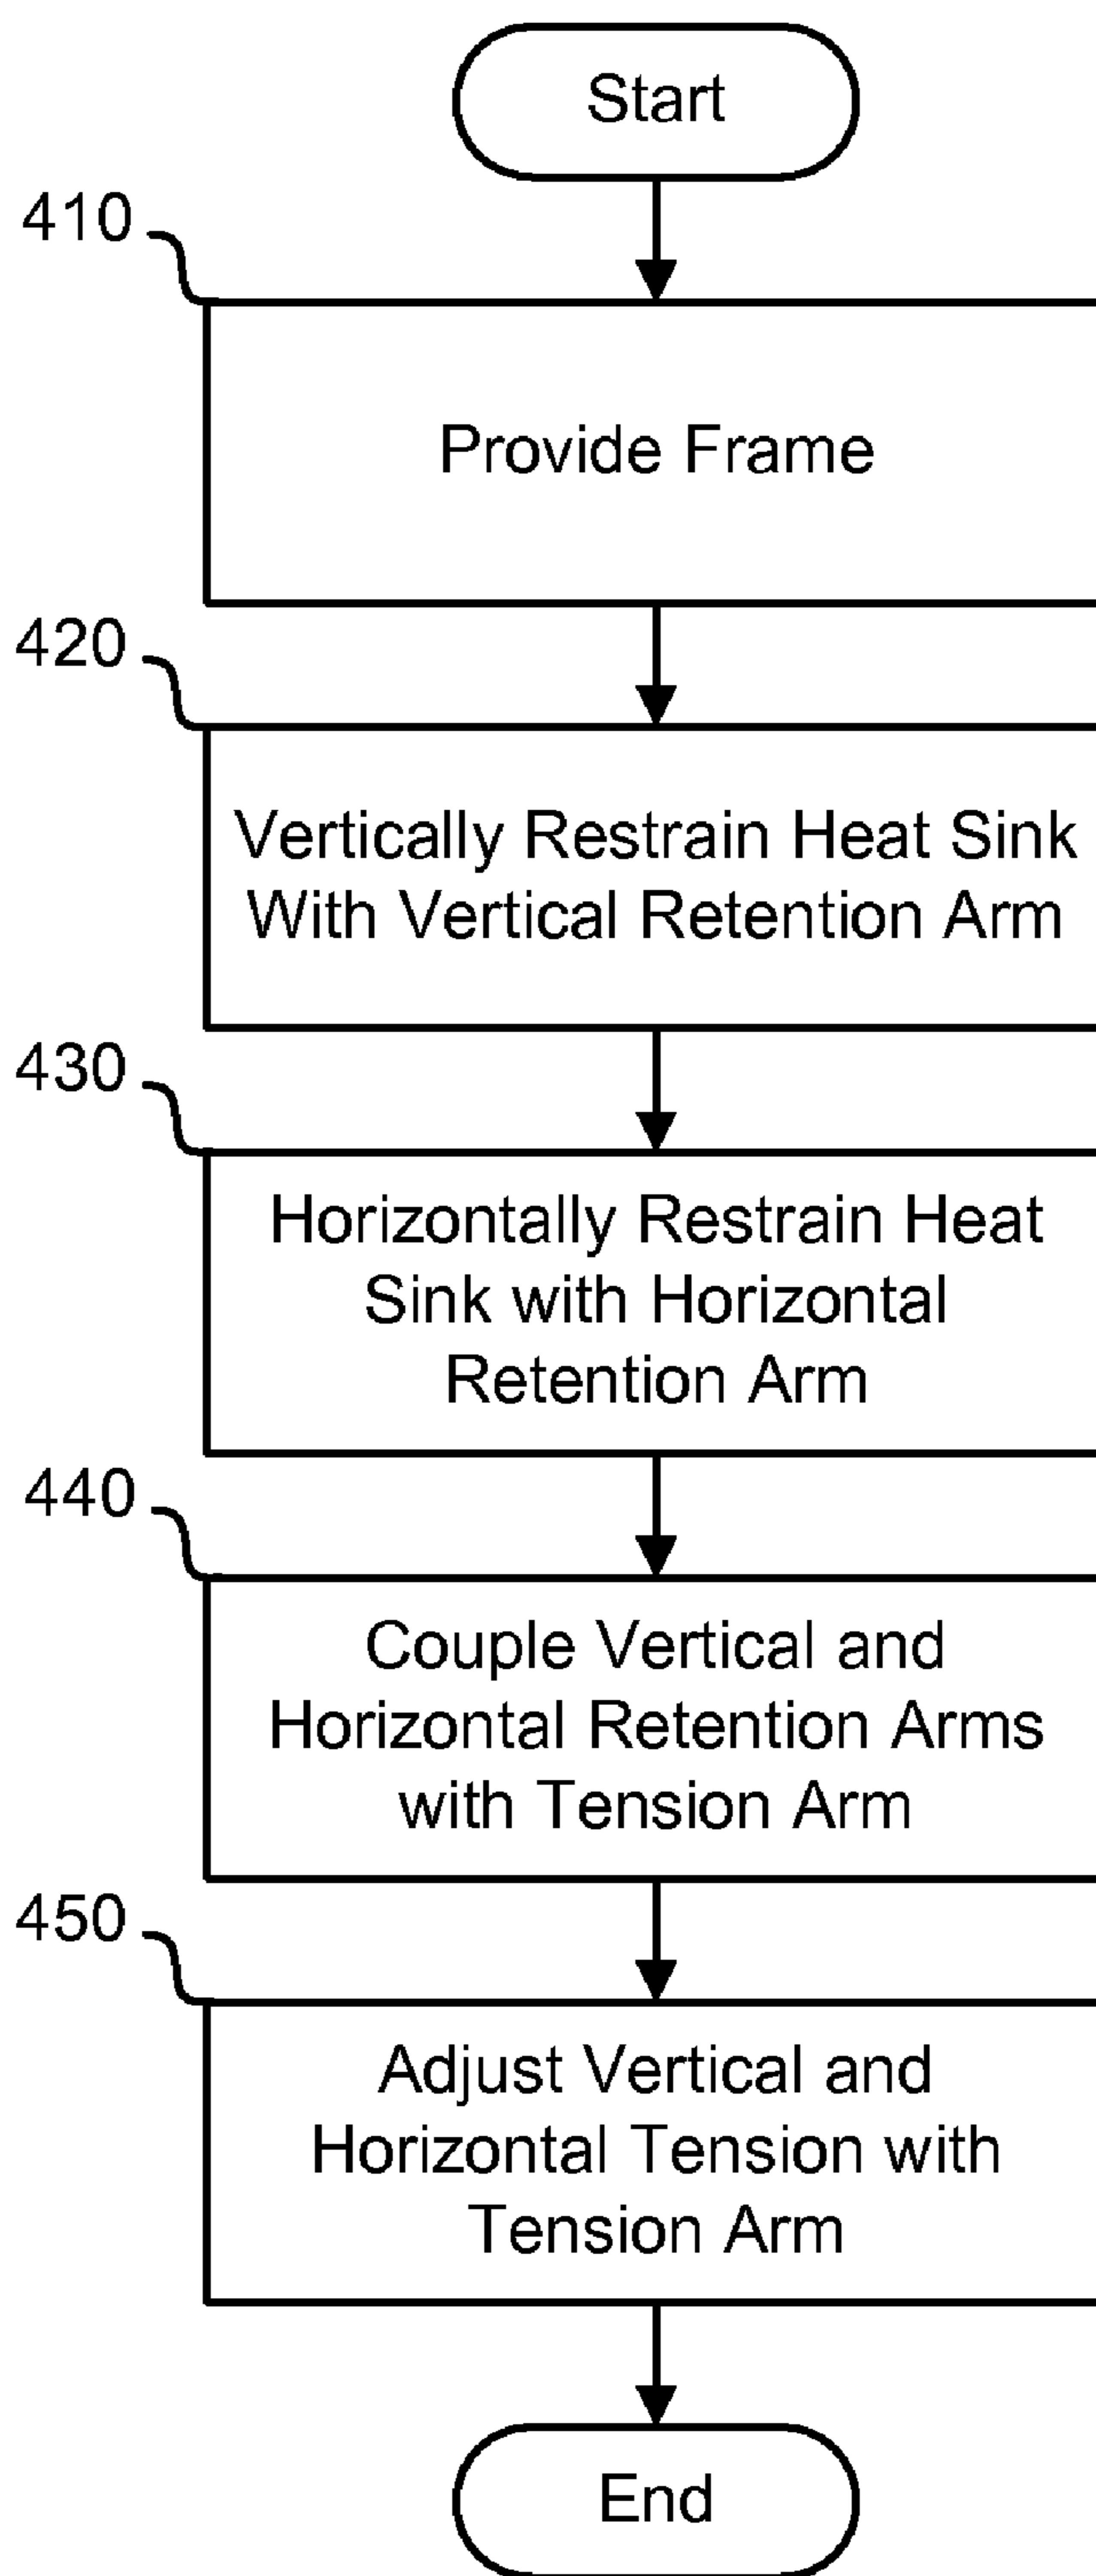 Start
410
Provide Frame
420
Vertically Restrain Heat Sink
With Vertical Retention Arm
430
Horizontally Restrain Heat
Sink with Horizontal
Retention Arm
440
Couple Vertical and
Horizontal Retention Arms
with Tension Arm
450
Adjust Vertical and
Horizontal Tension with
Tension Arm
End